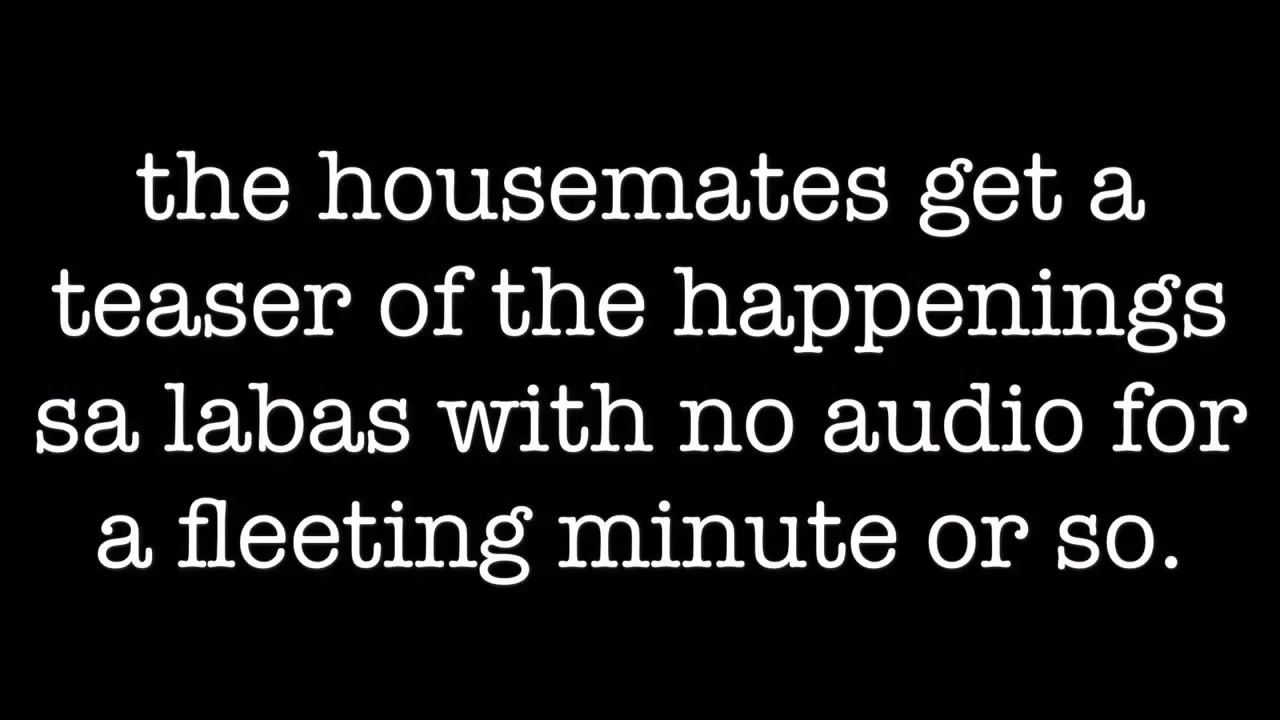 the housemates get a
teaser of the happenings
sa labas with no audio for
a fleeting minute or so.